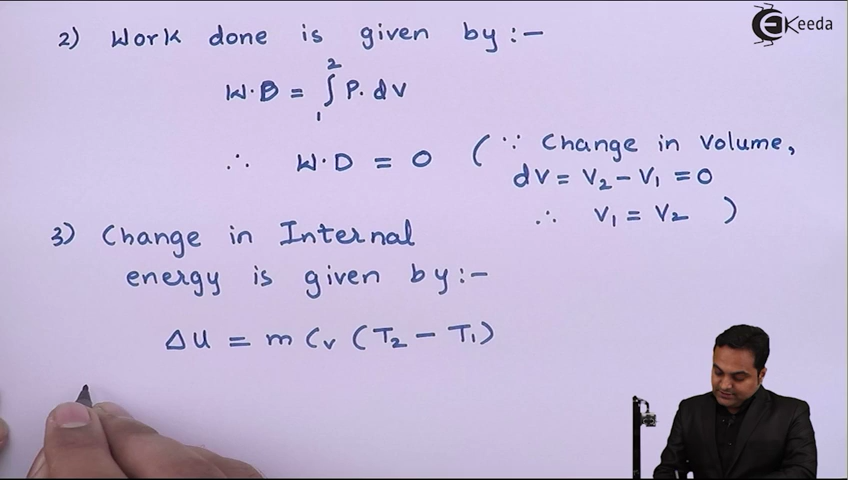 Ekeeda
2) Work done is given by :-
W.B = ∫₁² P. dV
∴ W.D = 0 ( ∵ Change in Volume,
dV = V₂ - V₁ = 0
∴ V₁ = V₂ )
3) Change in Internal
energy is given by :-
ΔU = m Cv (T₂ - T₁)